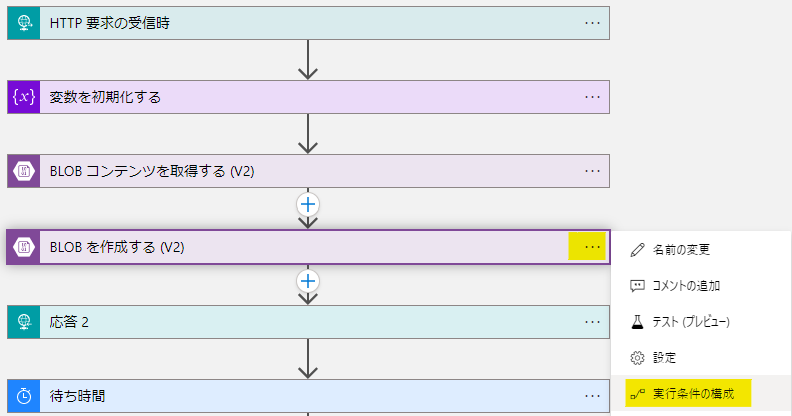 HTTP 要求の受信時
変数を初期化する
BLOB コンテンツを取得する (V2)
BLOB を作成する (V2)
名前の変更
コメントの追加
応答 2
テスト (プレビュー)
設定
待ち時間
実行条件の構成